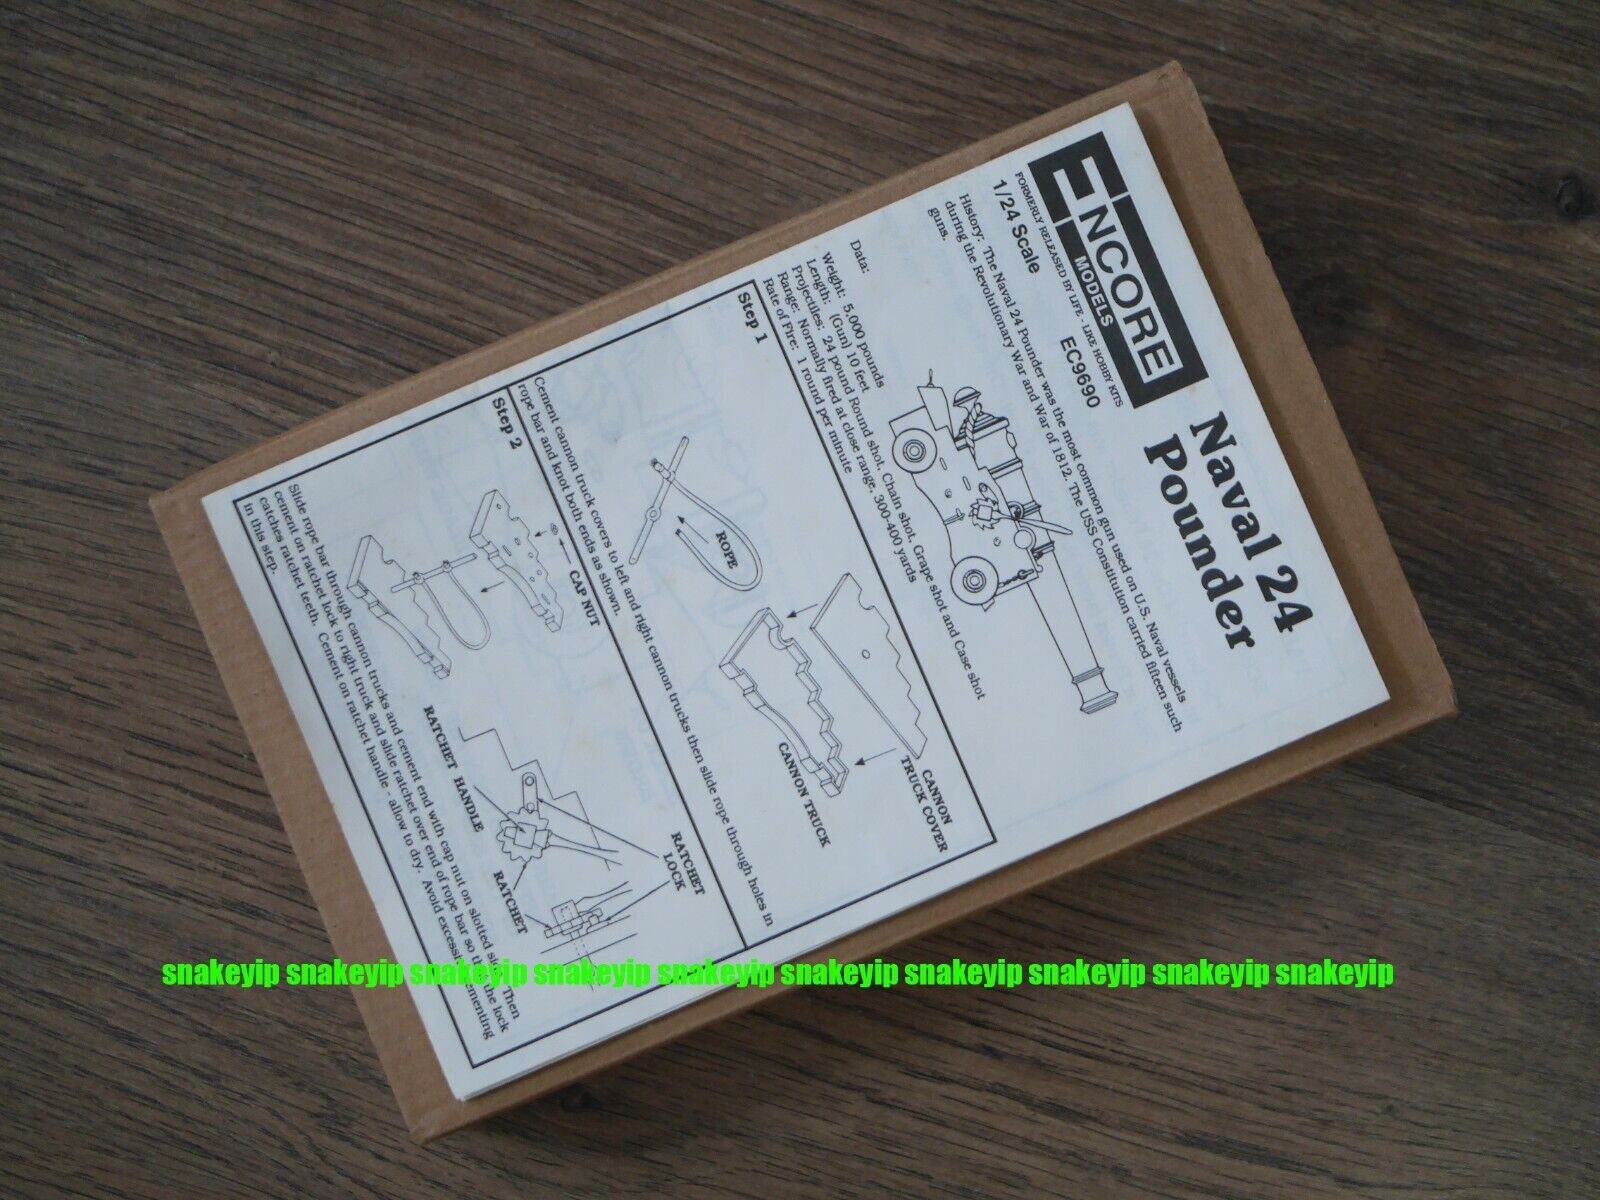 ENCORE
MODELS
FORMERLY RELEASED BY LIFE - LIKE HOBBY KITS
1/24 Scale
EC9690
Naval 24
Pounder
History: The Naval 24 Pounder was the most common gun used on U.S. Naval vessels
during the Revolutionary War and War of 1812. The USS Constitution carried fifteen such
guns.
Data:
Weight: 5,000 pounds
Length: (Gun) 10 feet
Projectiles: 24 pound Round shot, Chain shot, Grape shot and Case shot
Range: Normally fired at close range, 300-400 yards
Rate of Fire: 1 round per minute
Step 1
ROPE
CANNON
TRUCK COVER
CANNON TRUCK
Cement cannon truck covers to left and right cannon trucks then slide rope through holes in
rope bar and knot both ends as shown.
Step 2
CAP NUT
RATCHET HANDLE
RATCHET
RATCHET
LOCK
Slide rope bar through cannon trucks and cement end with cap nut on slotted Then
cement on ratchet lock to right truck and slide ratchet over end of rope bar so the lock
catches ratchet teeth. Cement on ratchet handle - allow to dry. Avoid
in this step.
snakeyip snakeyip snakeyip snakeyip snakeyip snakeyip snakeyip snakeyip snakeyip snakeyip